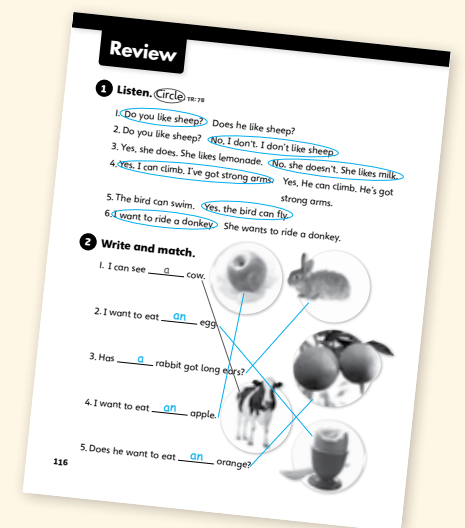 Review
1 Listen. Circle TR: 7B
1. Do you like sheep? Does he like sheep?
2. Do you like sheep? No, I don't. I don't like sheep.
3. Yes, she does. She likes lemonade. No, she doesn't. She likes milk.
4. Yes, I can climb. I've got strong arms. Yes, He can climb. He's got
strong arms.
5. The bird can swim. Yes, the bird can fly.
6. I want to ride a donkey. She wants to ride a donkey.
2 Write and match.
1. I can see a cow.
2. I want to eat an egg.
3. Has a rabbit got long ears?
4. I want to eat an apple.
5. Does he want to eat an orange?
116